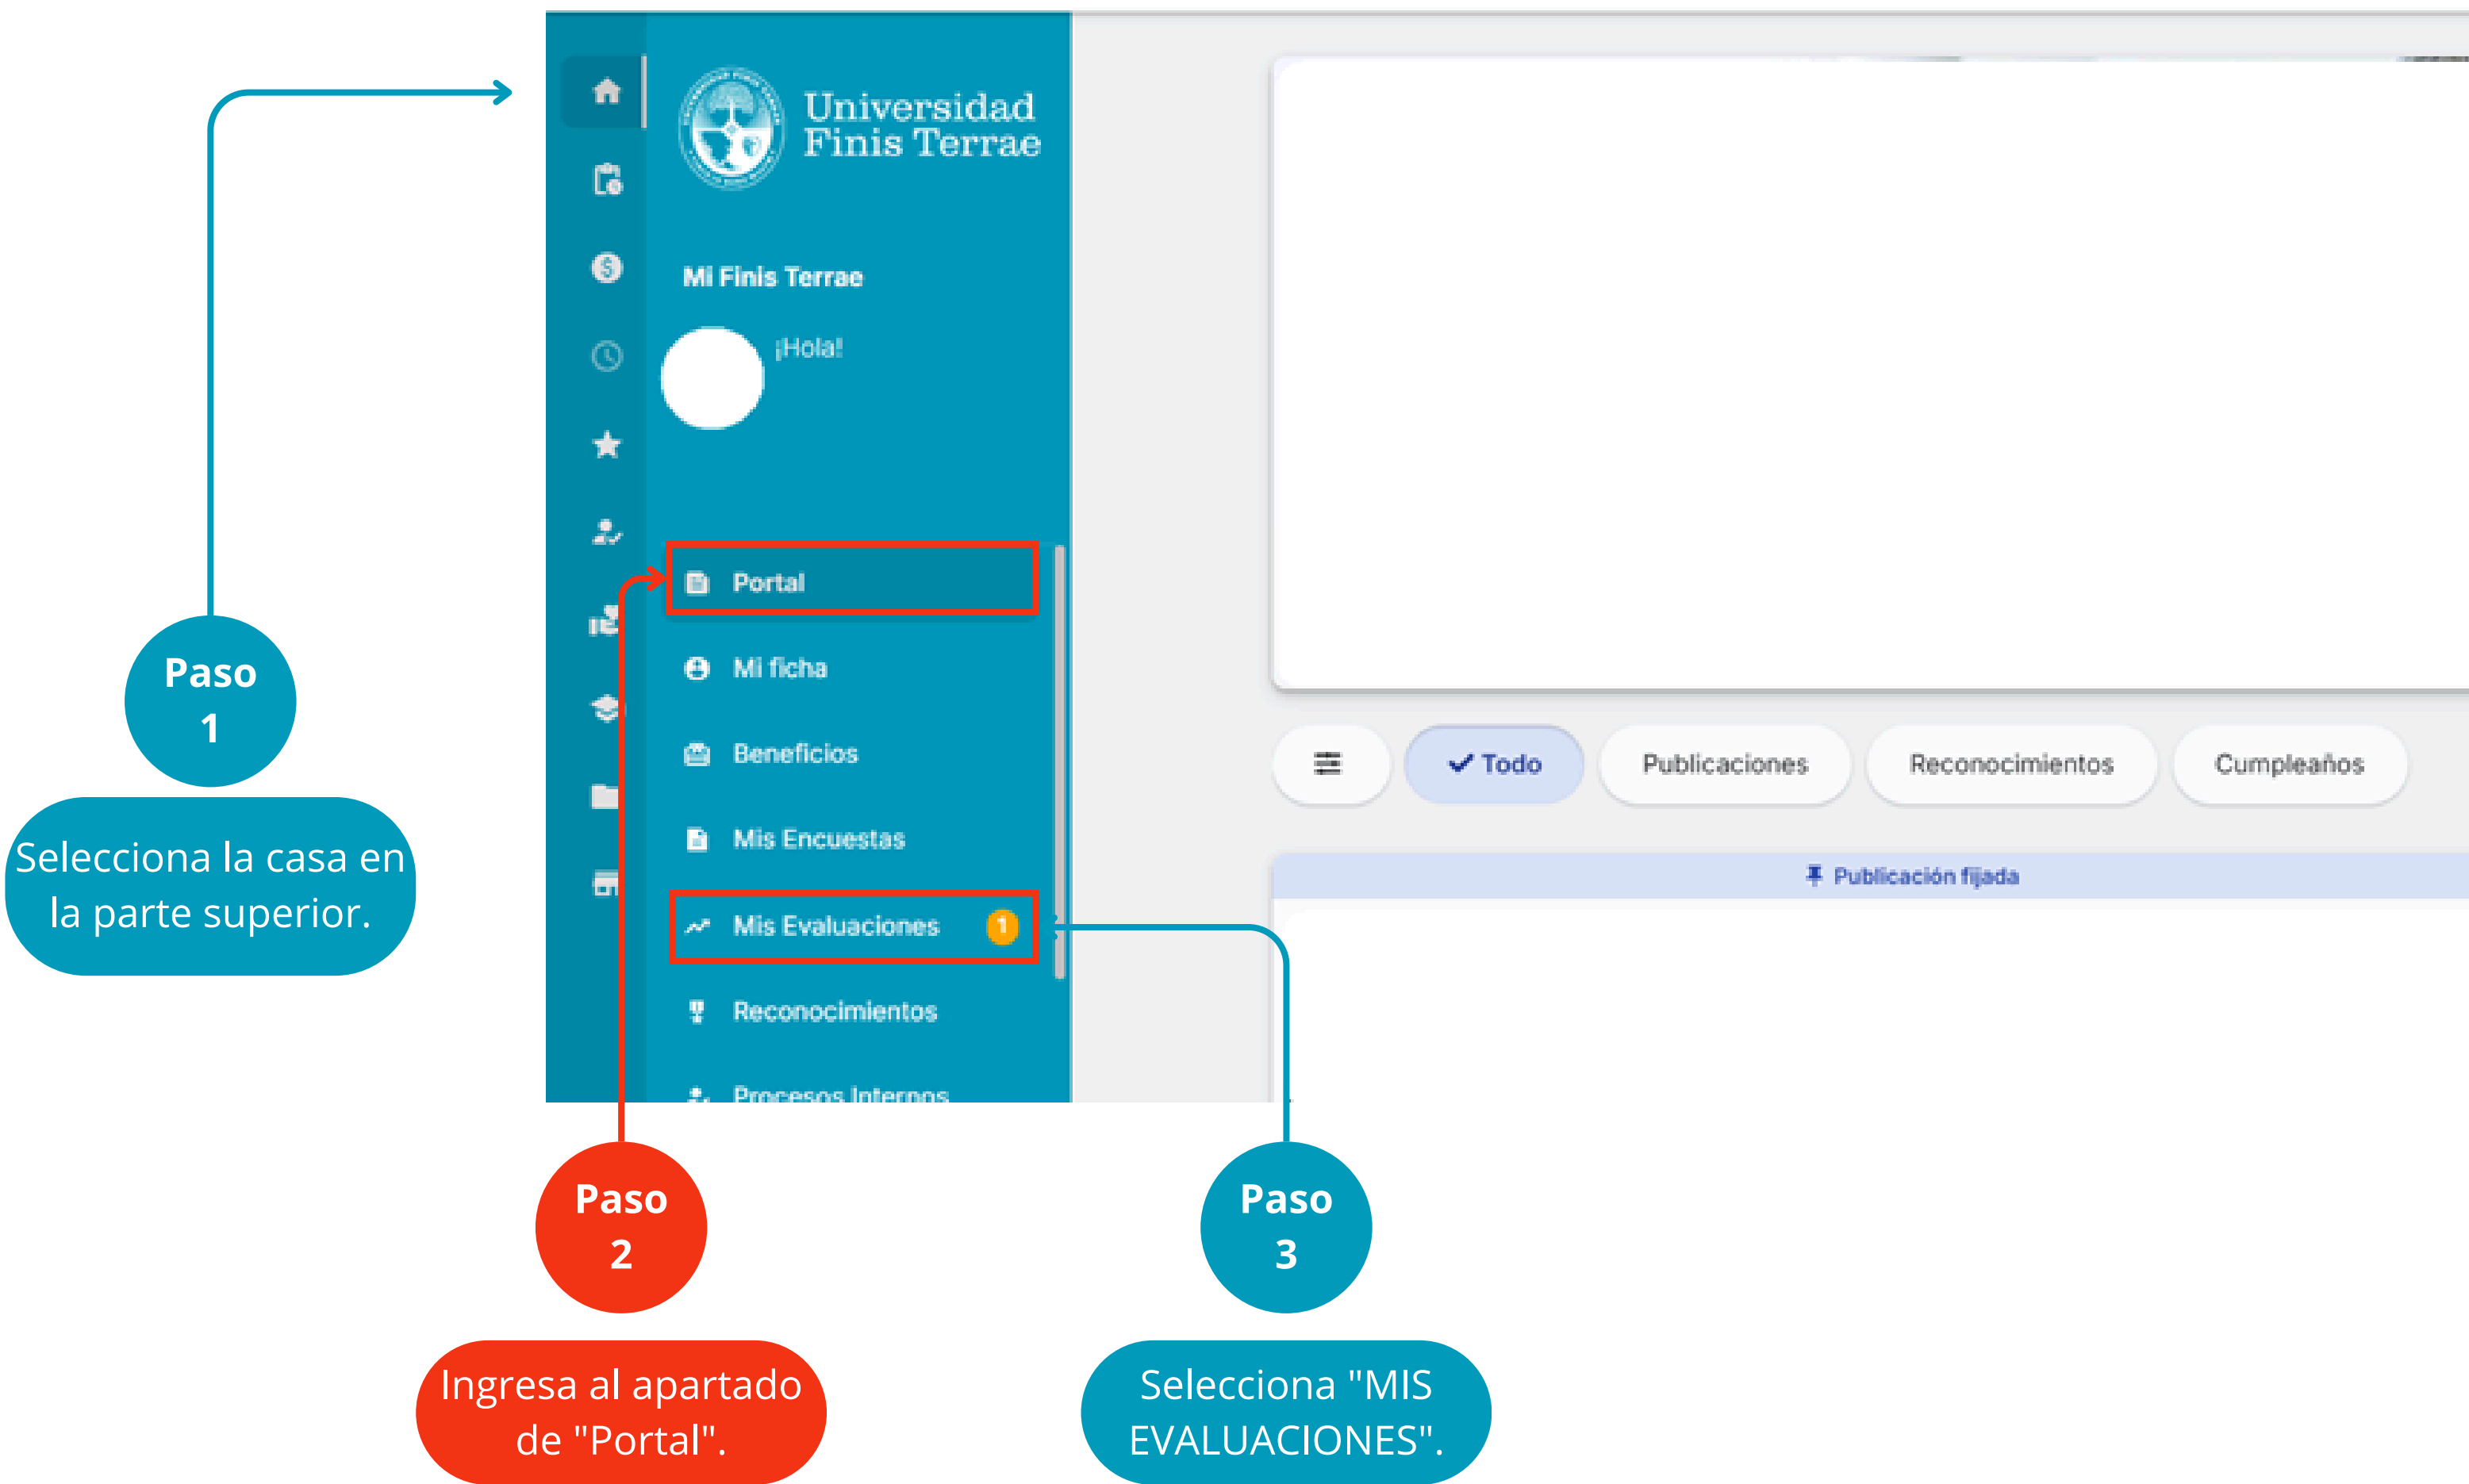 Universidad
Finis Terrae
Mi Finis Terrae
¡Hola!
Portal
Mi ficha
Beneficios
Mis Encuestas
Mis Evaluaciones 1
Reconocimientos
Procesos Internos
Todo Publicaciones Reconocimientos Cumpleaños
Publicación fijada
Paso
1
Selecciona la casa en
la parte superior.
Paso
2
Ingresa al apartado
de "Portal".
Paso
3
Selecciona "MIS
EVALUACIONES".